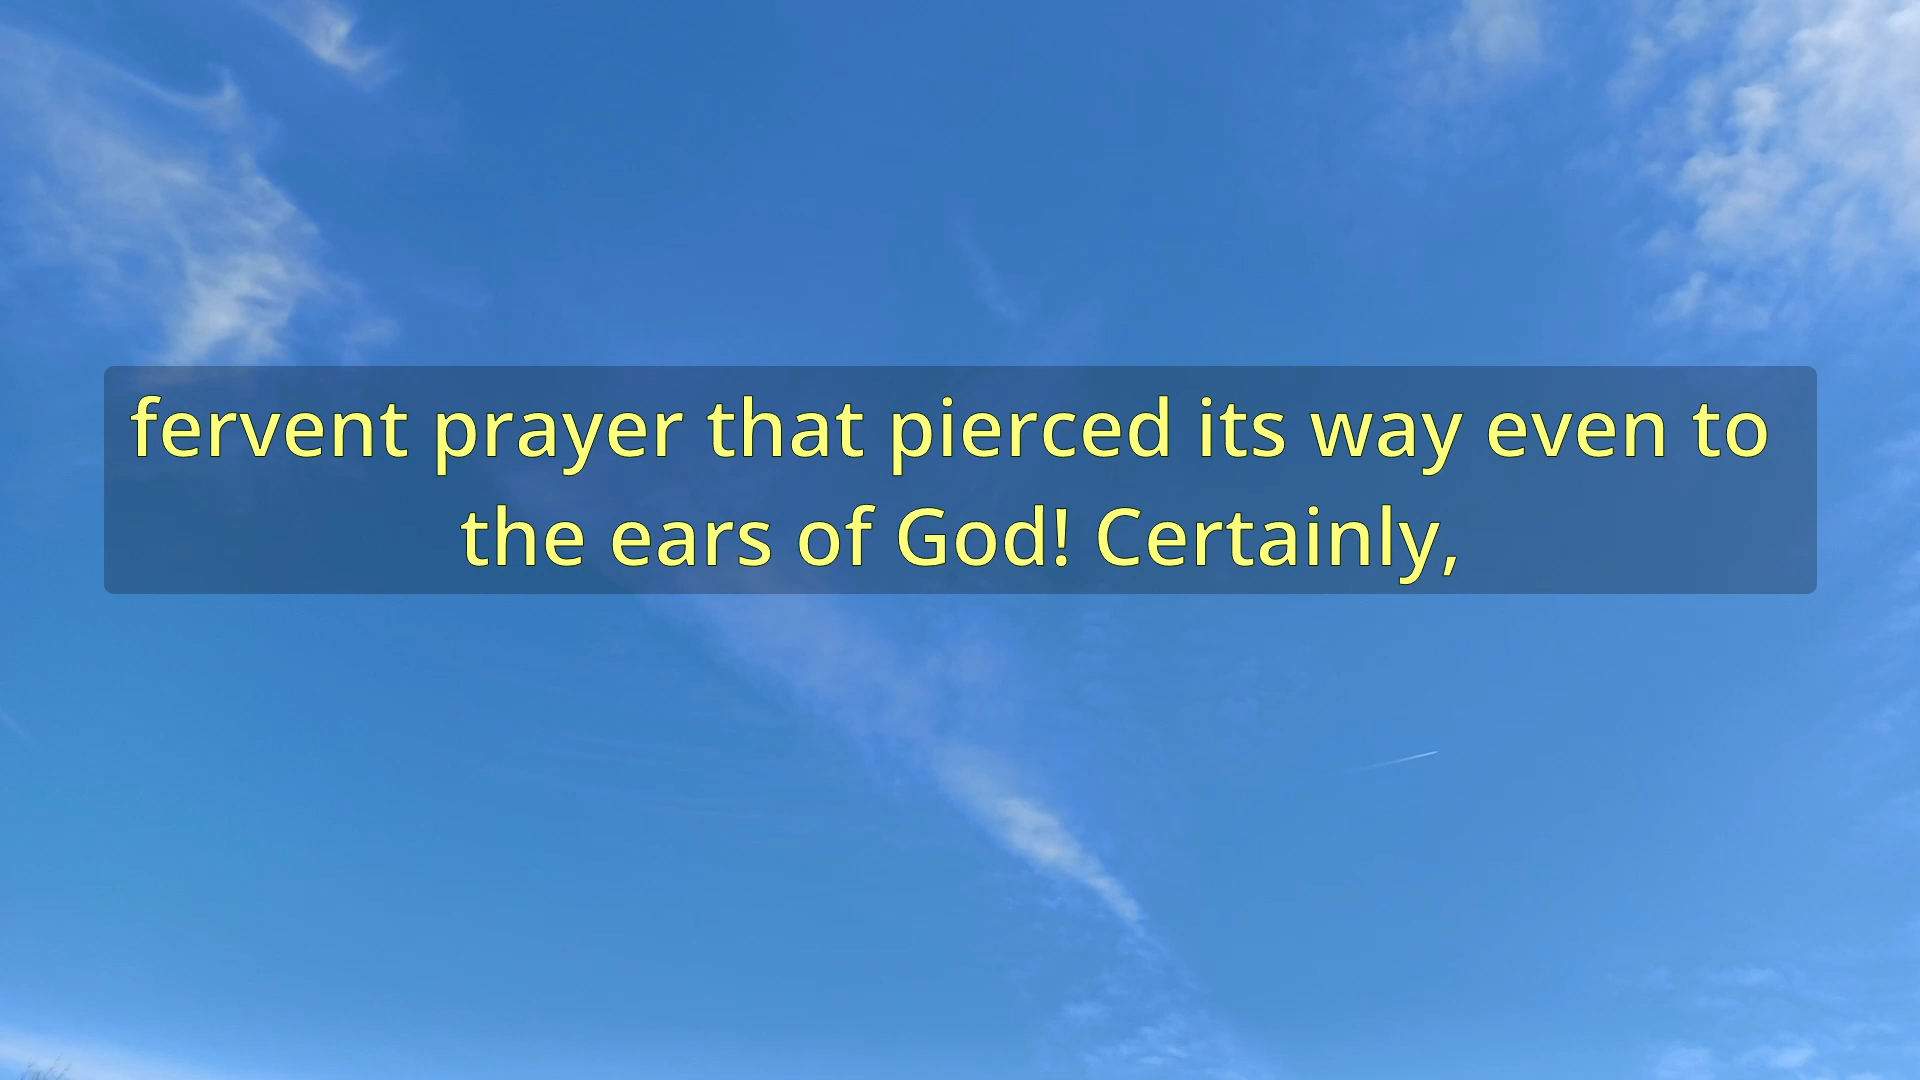 fervent prayer that pierced its way even to
the ears of God! Certainly,